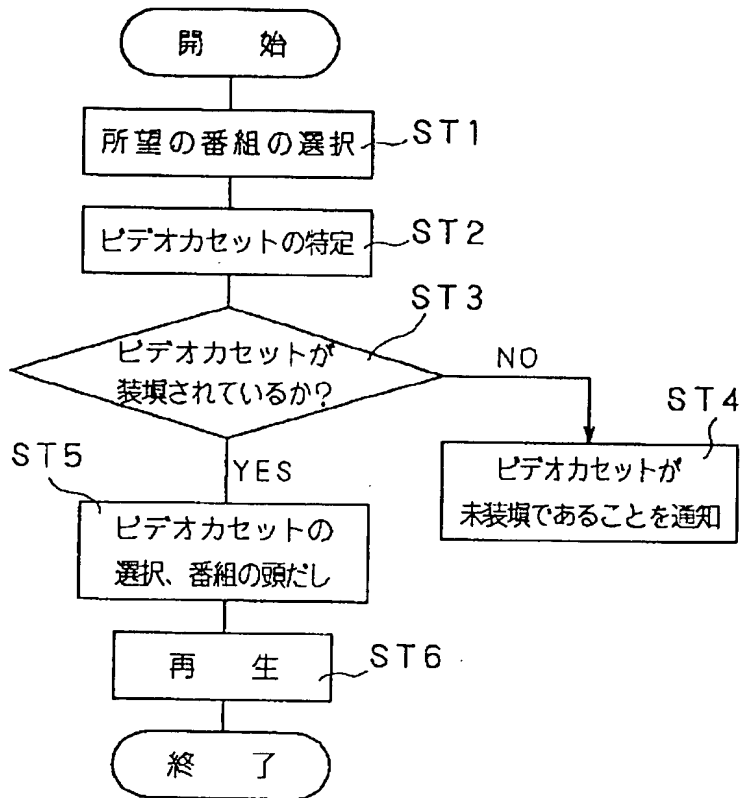 開 始
所望の番組の選択
ST1
ビデオカセットの特定
ST2
ST3
ビデオカセットが
装填されているか?
NO
ST4
ビデオカセットが
未装填であることを通知
YES
ST5
ビデオカセットの
選択、番組の頭だし
再 生
ST6
終 了